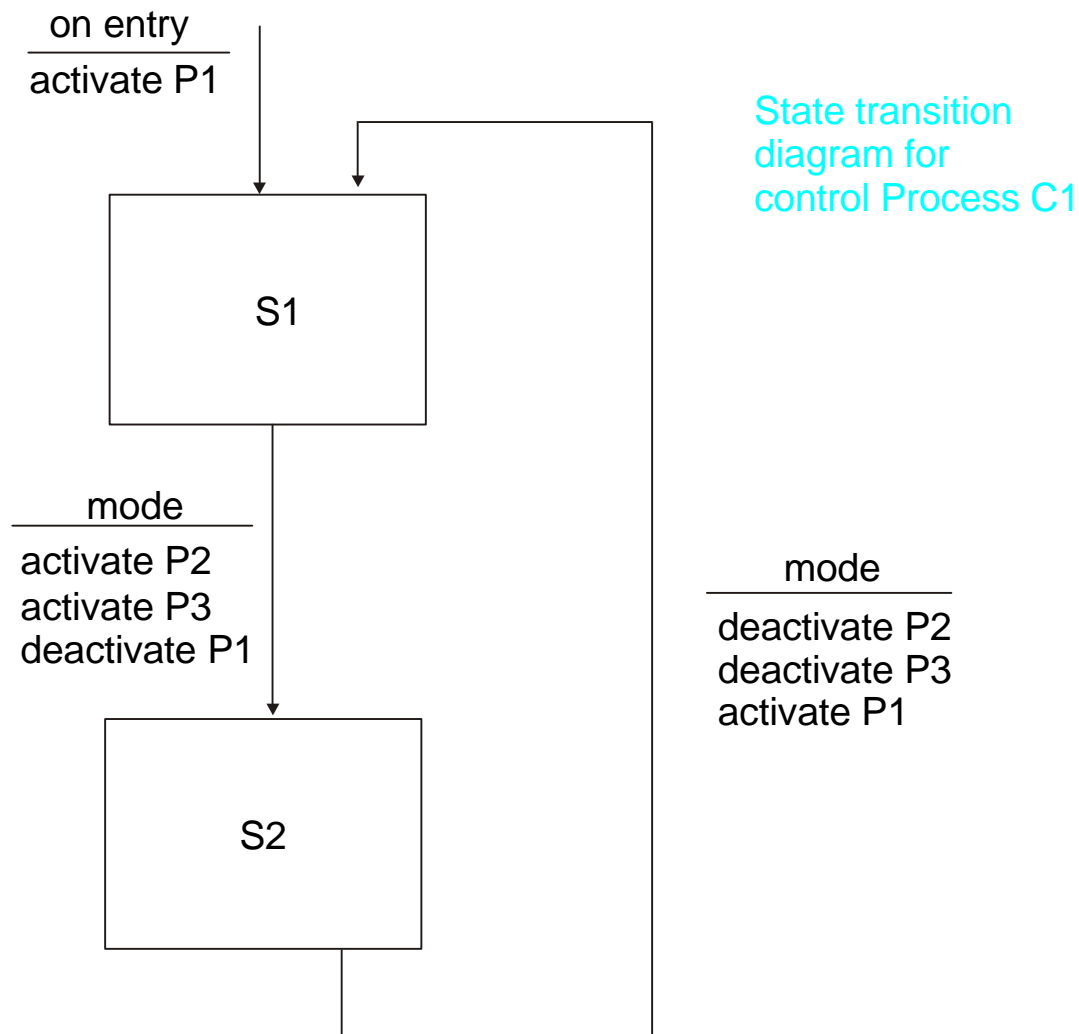 on entry
activate P1
State transition
diagram for
control Process C1
S1
mode
activate P2
activate P3
deactivate P1
mode
deactivate P2
deactivate P3
activate P1
S2